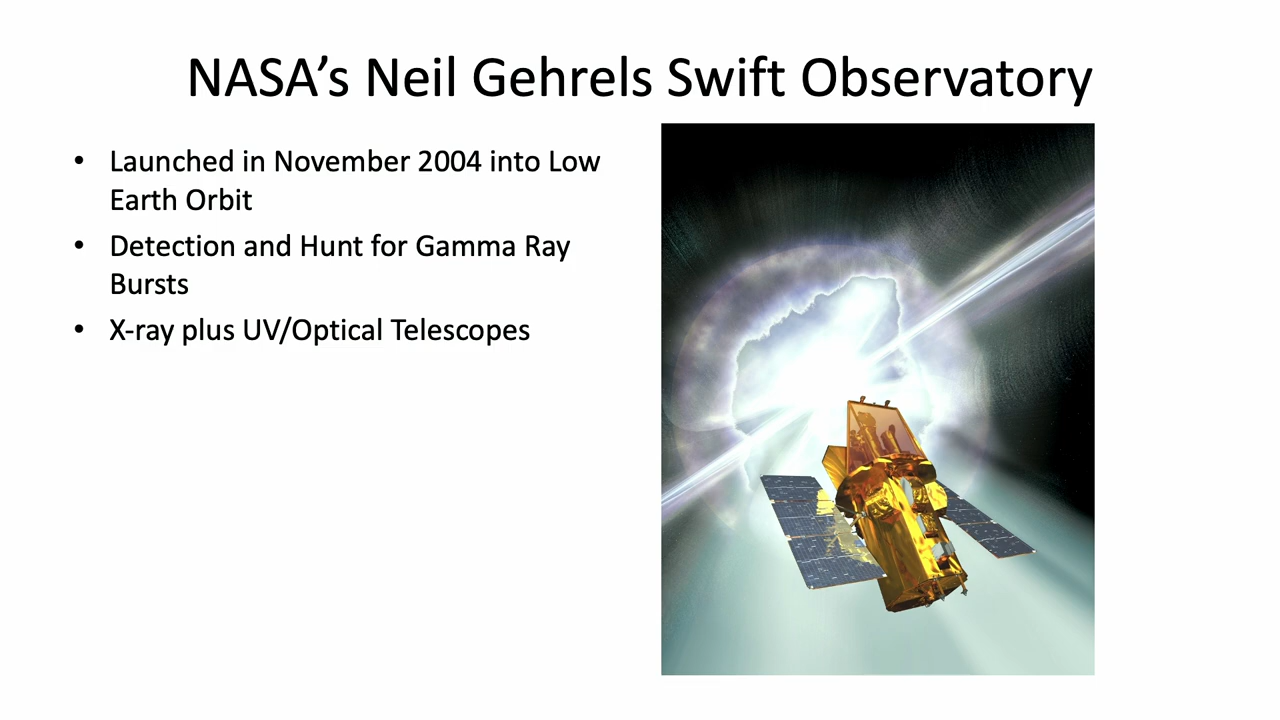 NASA’s Neil Gehrels Swift Observatory
• Launched in November 2004 into Low
Earth Orbit
• Detection and Hunt for Gamma Ray
Bursts
• X-ray plus UV/Optical Telescopes